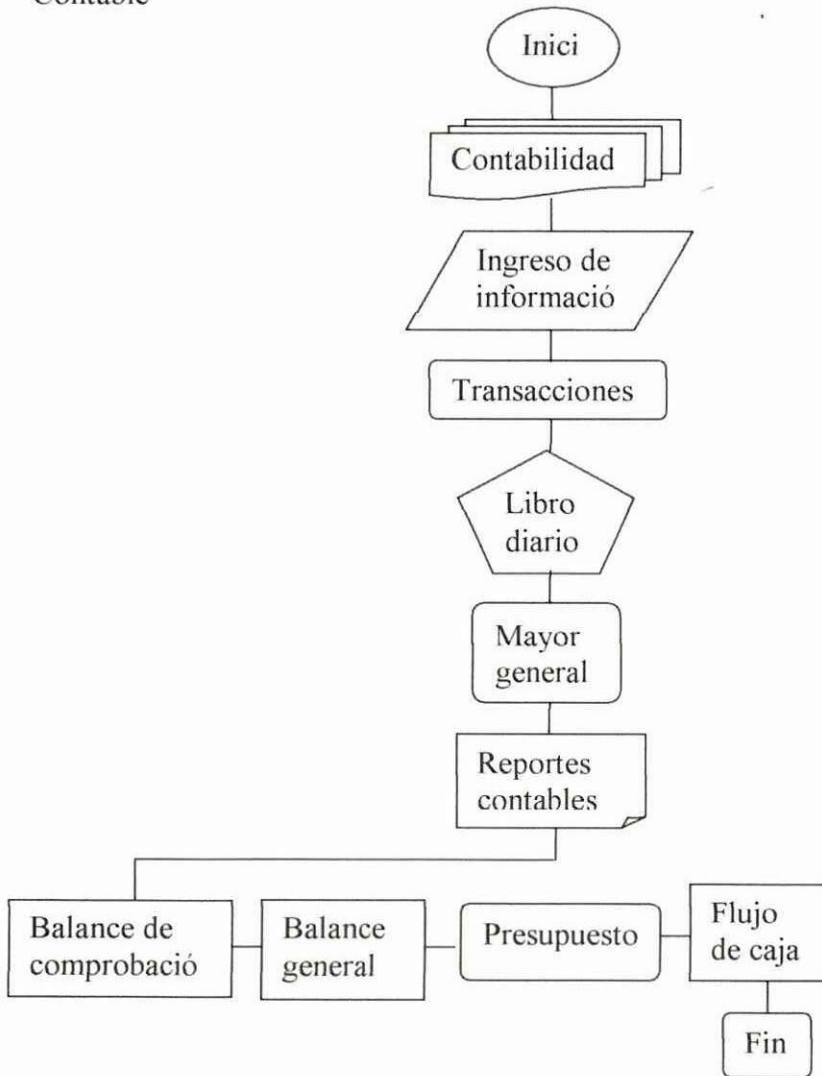 Contable
Inici
Contabilidad
Ingreso de
informació
Transacciones
Libro
diario
Mayor
general
Reportes
contables
Balance de
comprobació
Balance
general
Presupuesto
Flujo
de caja
Fin